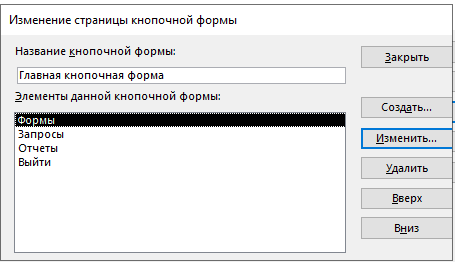 Изменение страницы кнопочной формы
Название кнопочной формы:
Закрыть
Главная кнопочная форма
Элементы данной кнопочной формы:
Создать...
Формы
Запросы
Изменить...
Отчеты
Выйти
Удалить
Вверх
Вниз